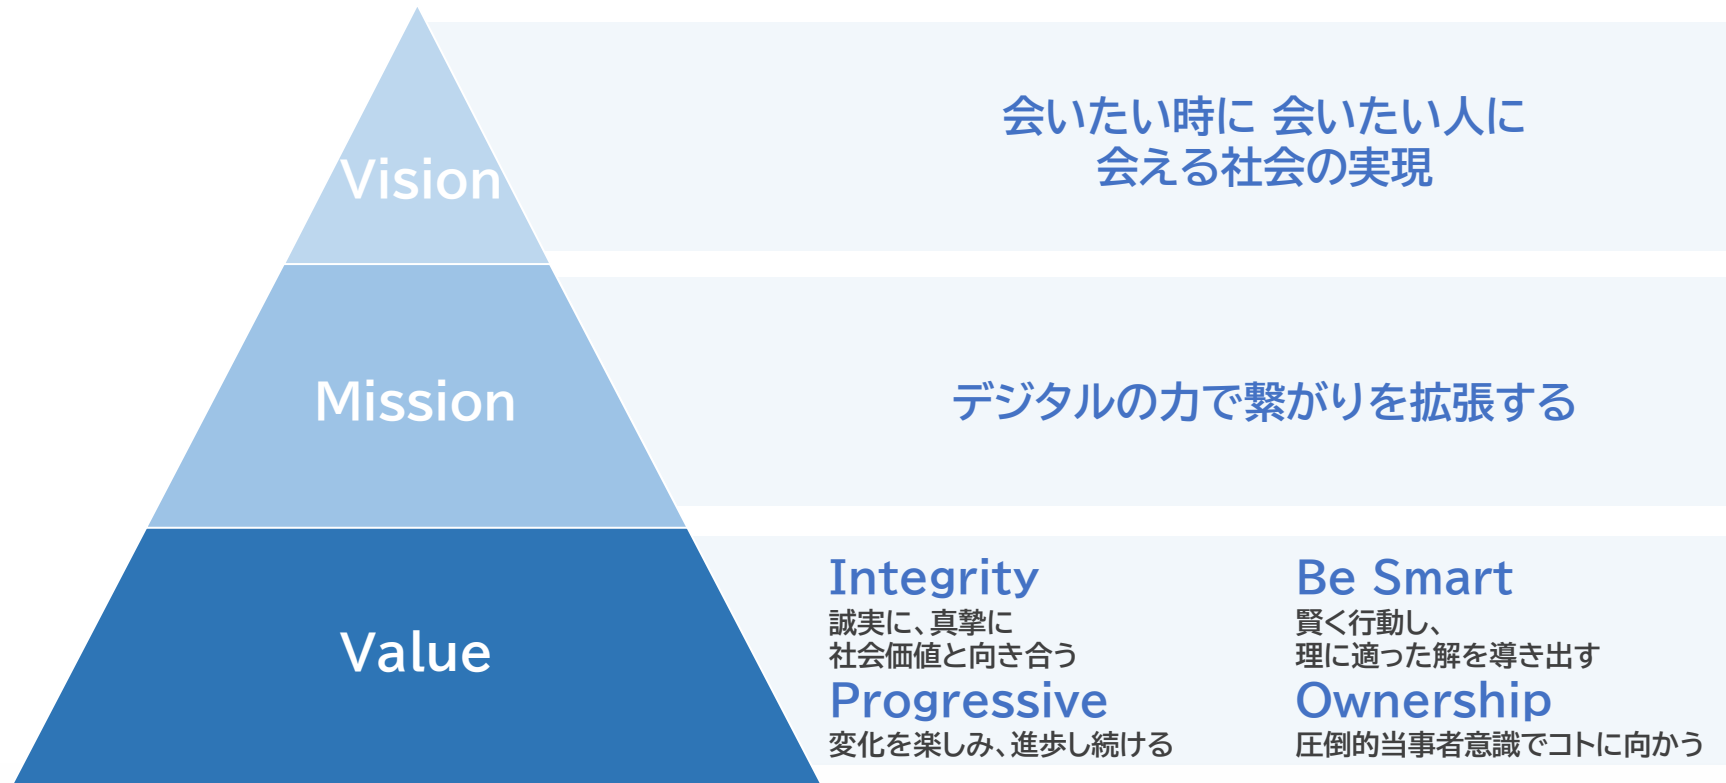 Vision
会いたい時に 会いたい人に
会える社会の実現
Mission
デジタルの力で繋がりを拡張する
Value
Integrity
誠実に、真摯に
社会価値と向き合う
Be Smart
賢く行動し、
理に適った解を導き出す
Progressive
変化を楽しみ、進歩し続ける
Ownership
圧倒的当事者意識でコトに向かう